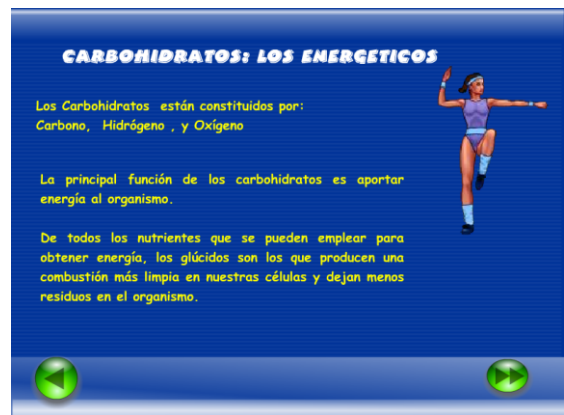 CARBOHIDRATOS: LOS ENERGETICOS
Los Carbohidratos están constituidos por:
Carbono, Hidrógeno , y Oxígeno
La principal función de los carbohidratos es aportar
energía al organismo.
De todos los nutrientes que se pueden emplear para
obtener energía, los glúcidos son los que producen una
combustión más limpia en nuestras células y dejan menos
residuos en el organismo.